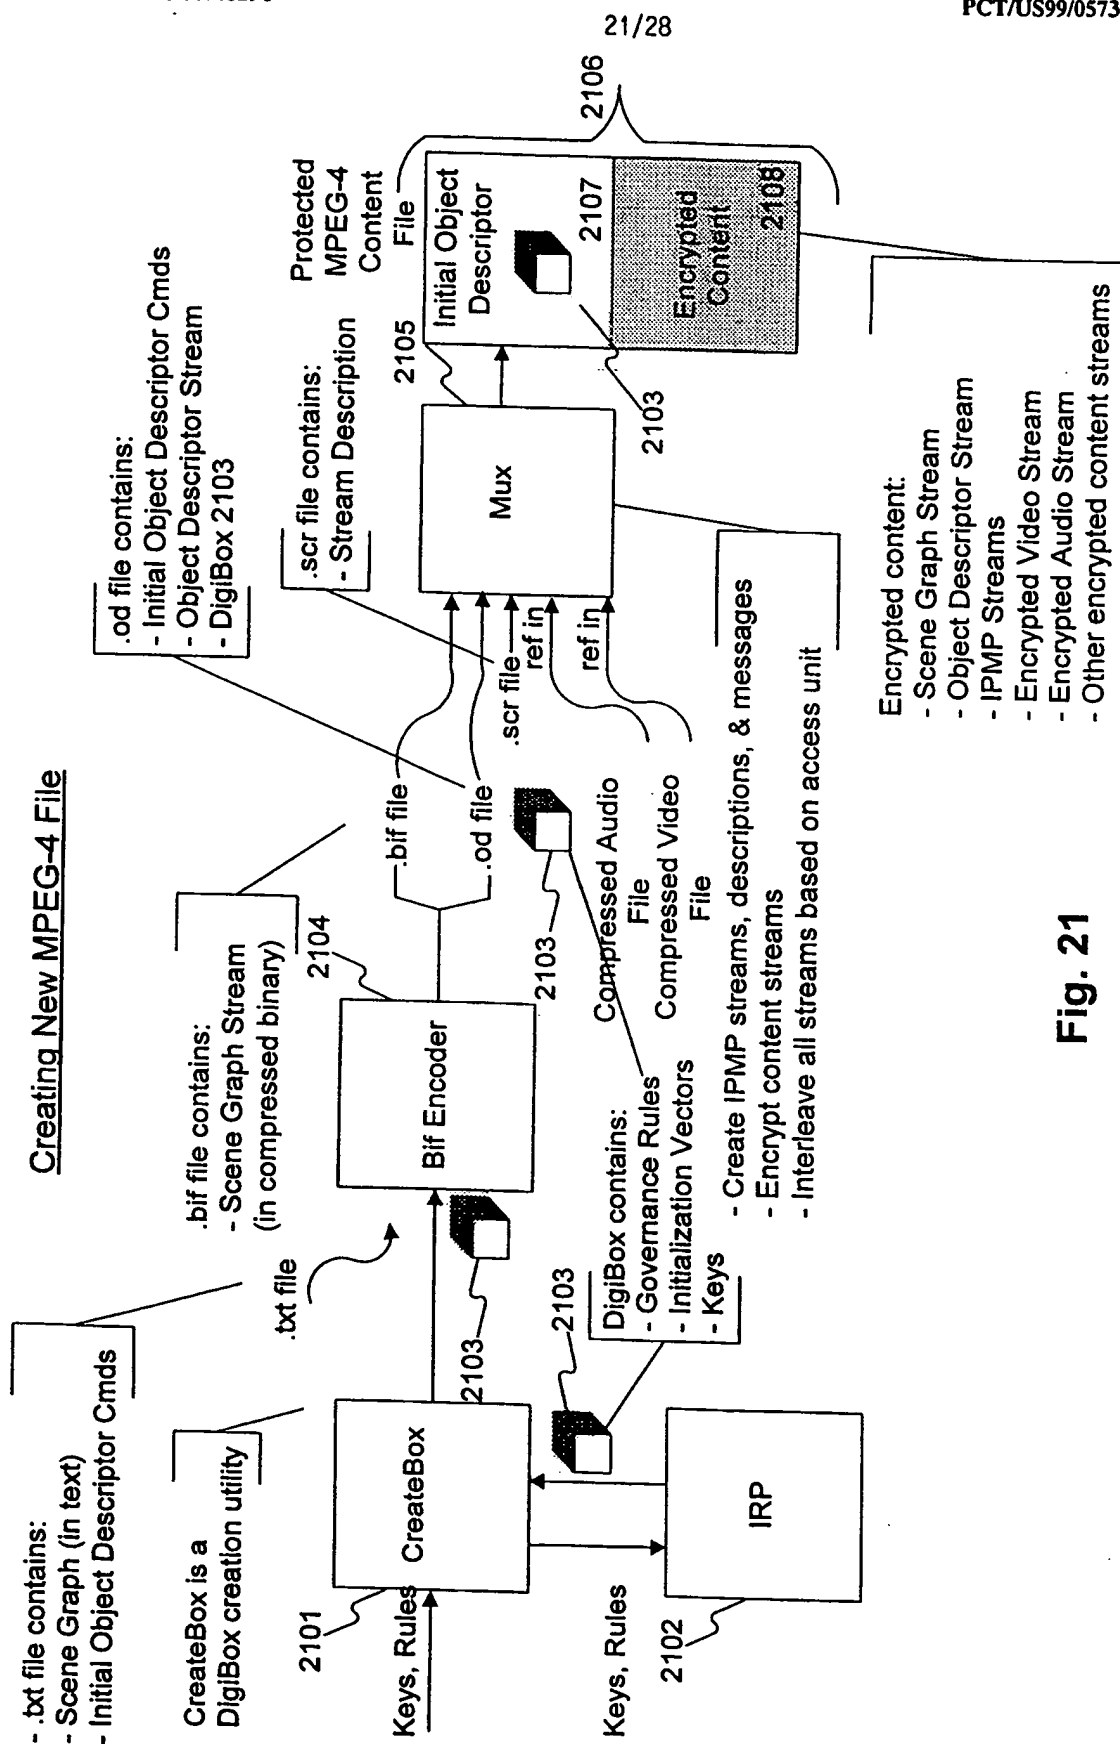 PCT/US99/0573
21/28
Creating New MPEG-4 File
- .txt file contains:
- Scene Graph (in text)
- Initial Object Descriptor Cmds
CreateBox is a
DigiBox creation utility
.bif file contains:
- Scene Graph Stream
(in compressed binary)
.od file contains:
- Initial Object Descriptor Cmds
- Object Descriptor Stream
- DigiBox 2103
.scr file contains:
- Stream Description
Protected
MPEG-4
Content
File
2106
2101
Keys, Rules
CreateBox
.txt file
2103
2104
Bif Encoder
.bif file
.od file
2103
.scr file
ref in
ref in
2105
Mux
Initial Object
Descriptor
2107
Encrypted
Content
2108
2103
Keys, Rules
2102
IRP
2103
DigiBox contains:
- Governance Rules
- Initialization Vectors
- Keys
Compressed Audio
File
Compressed Video
File
- Create IPMP streams, descriptions, & messages
- Encrypt content streams
- Interleave all streams based on access unit
Encrypted content:
- Scene Graph Stream
- Object Descriptor Stream
- IPMP Streams
- Encrypted Video Stream
- Encrypted Audio Stream
- Other encrypted content streams
Fig. 21